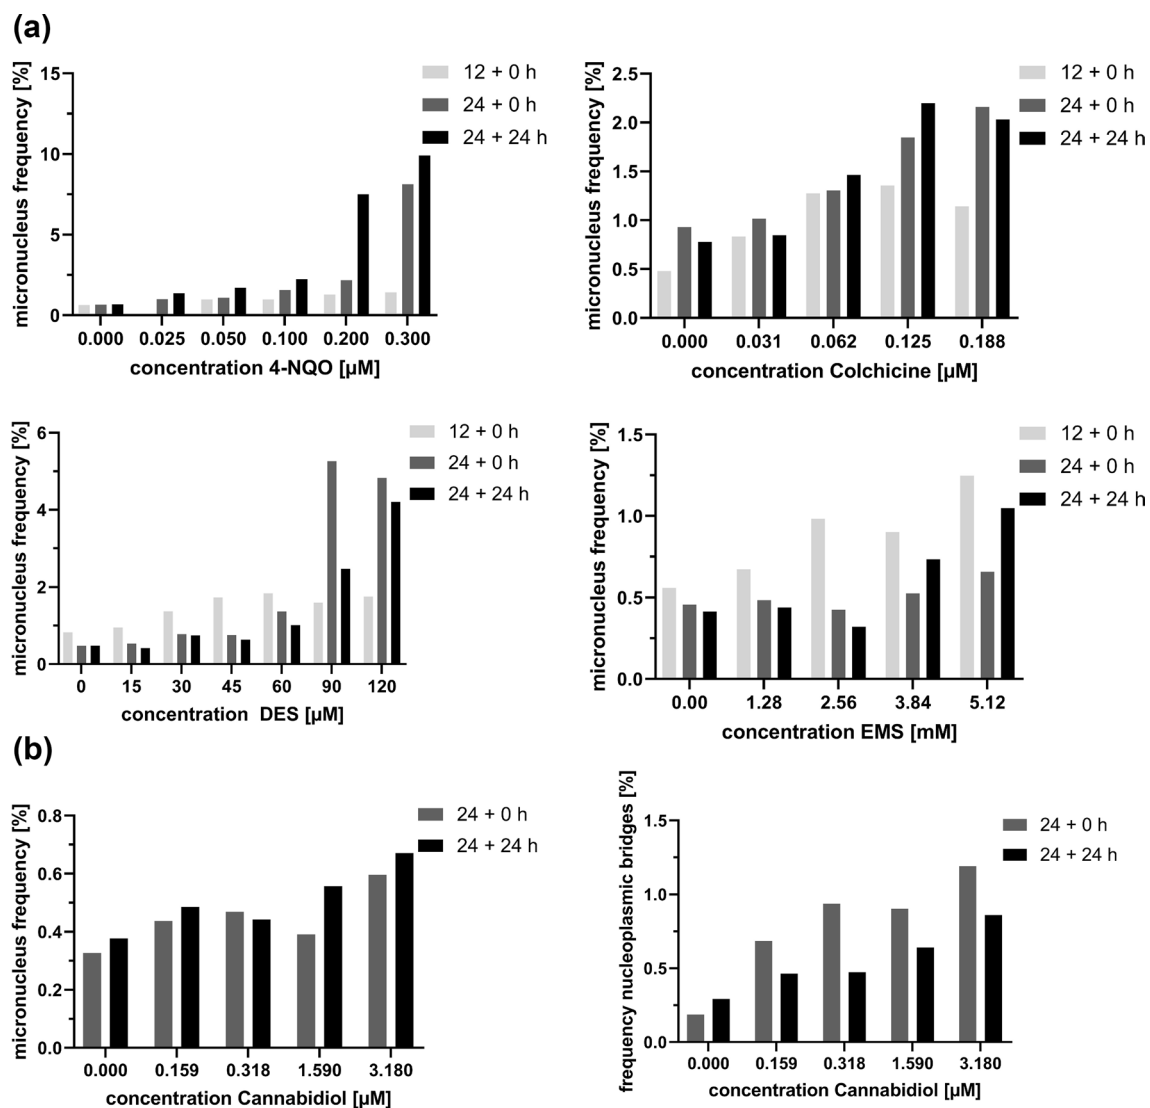 (a)
micronucleus frequency [%]
15
10
5
0
0.000 0.025 0.050 0.100 0.200 0.300
concentration 4-NQO [µM]
12 + 0 h
24 + 0 h
24 + 24 h
micronucleus frequency [%]
2.5
2.0
1.5
1.0
0.5
0.0
0.000 0.031 0.062 0.125 0.188
concentration Colchicine [µM]
12 + 0 h
24 + 0 h
24 + 24 h
micronucleus frequency [%]
6
4
2
0
0 15 30 45 60 90 120
concentration DES [µM]
12 + 0 h
24 + 0 h
24 + 24 h
micronucleus frequency [%]
1.5
1.0
0.5
0.0
0.00 1.28 2.56 3.84 5.12
concentration EMS [mM]
12 + 0 h
24 + 0 h
24 + 24 h
(b)
micronucleus frequency [%]
0.8
0.6
0.4
0.2
0.0
0.000 0.159 0.318 1.590 3.180
concentration Cannabidiol [µM]
24 + 0 h
24 + 24 h
frequency nucleoplasmic bridges [%]
1.5
1.0
0.5
0.0
0.000 0.159 0.318 1.590 3.180
concentration Cannabidiol [µM]
24 + 0 h
24 + 24 h